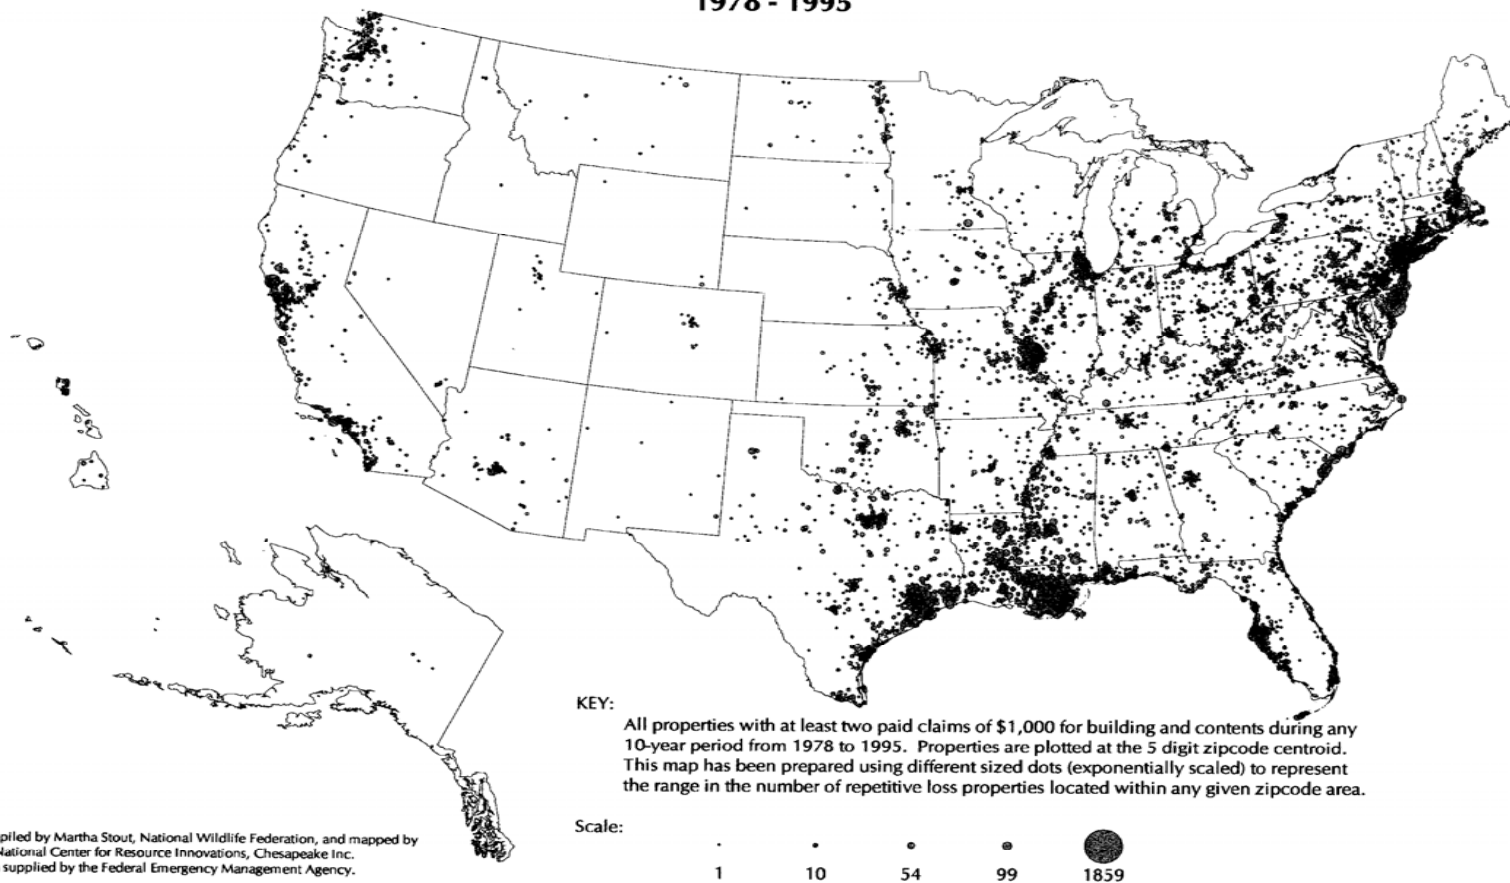 1978 - 1995
KEY:
All properties with at least two paid claims of $1,000 for building and contents during any
10-year period from 1978 to 1995. Properties are plotted at the 5 digit zipcode centroid.
This map has been prepared using different sized dots (exponentially scaled) to represent
the range in the number of repetitive loss properties located within any given zipcode area.
Scale:
1 10 54 99 1859
piled by Martha Stout, National Wildlife Federation, and mapped by
National Center for Resource Innovations, Chesapeake Inc.
supplied by the Federal Emergency Management Agency.